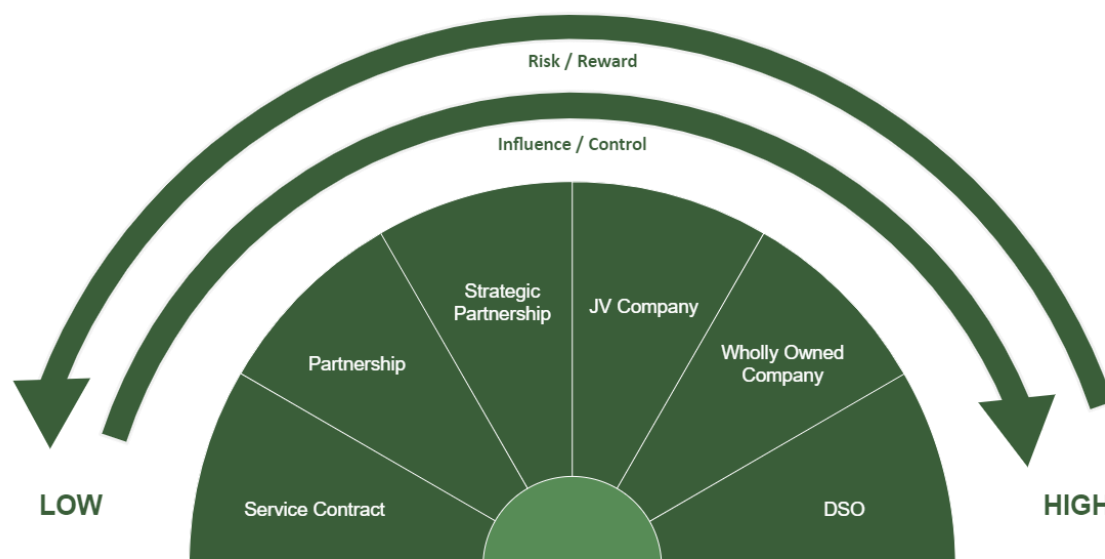 Risk / Reward
Influence / Control
Strategic
Partnership
JV Company
Partnership
Wholly Owned
Company
Service Contract
DSO
LOW
HIGH